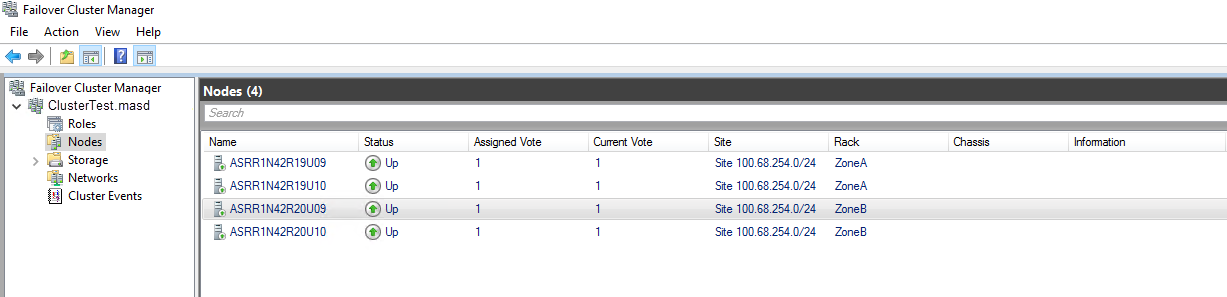 Failover Cluster Manager
File Action View Help
Failover Cluster Manager
ClusterTest.masd
Roles
Nodes
Storage
Networks
Cluster Events
Nodes (4)
Search
Name Status Assigned Vote Current Vote Site Rack Chassis Information
ASRR1N42R19U09 Up 1 1 Site 100.68.254.0/24 ZoneA
ASRR1N42R19U10 Up 1 1 Site 100.68.254.0/24 ZoneA
ASRR1N42R20U09 Up 1 1 Site 100.68.254.0/24 ZoneB
ASRR1N42R20U10 Up 1 1 Site 100.68.254.0/24 ZoneB